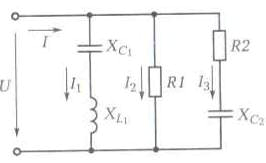 I
X_{C_1}
R2
U
I_1
I_2
R1
I_3
X_{L_1}
X_{C_2}